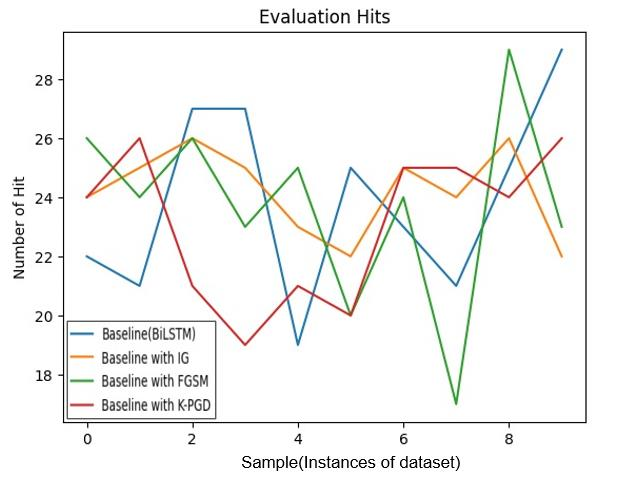 Evaluation Hits
Number of Hit
28
26
24
22
20
18
Baseline(BiLSTM)
Baseline with IG
Baseline with FGSM
Baseline with K-PGD
0 2 4 6 8
Sample(Instances of dataset)